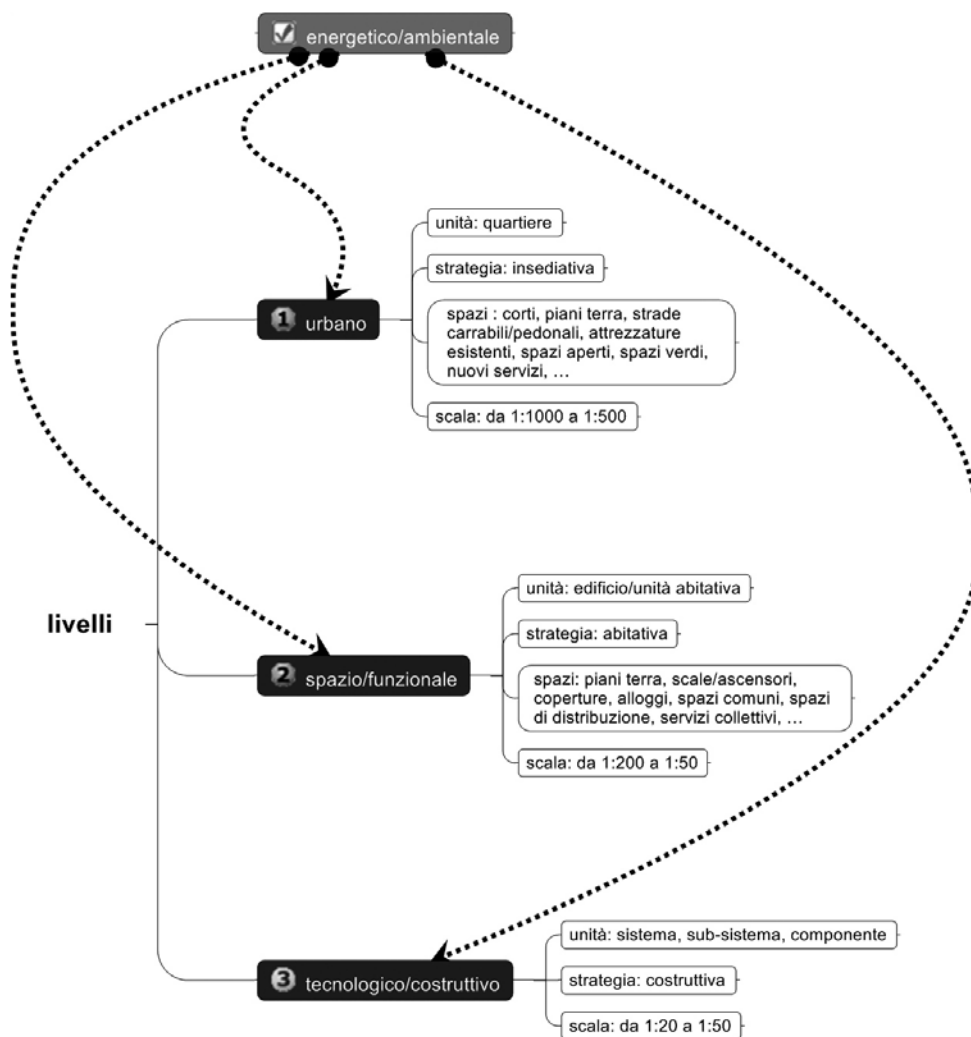 energetico/ambientale
unità: quartiere
strategia: insediativa
1 urbano
spazi : corti, piani terra, strade
carrabili/pedonali, attrezzature
esistenti, spazi aperti, spazi verdi,
nuovi servizi, …
scala: da 1:1000 a 1:500
livelli
unità: edificio/unità abitativa
strategia: abitativa
2 spazio/funzionale
spazi: piani terra, scale/ascensori,
coperture, alloggi, spazi comuni, spazi
di distribuzione, servizi collettivi, …
scala: da 1:200 a 1:50
unità: sistema, sub-sistema, componente
3 tecnologico/costruttivo
strategia: costruttiva
scala: da 1:20 a 1:50